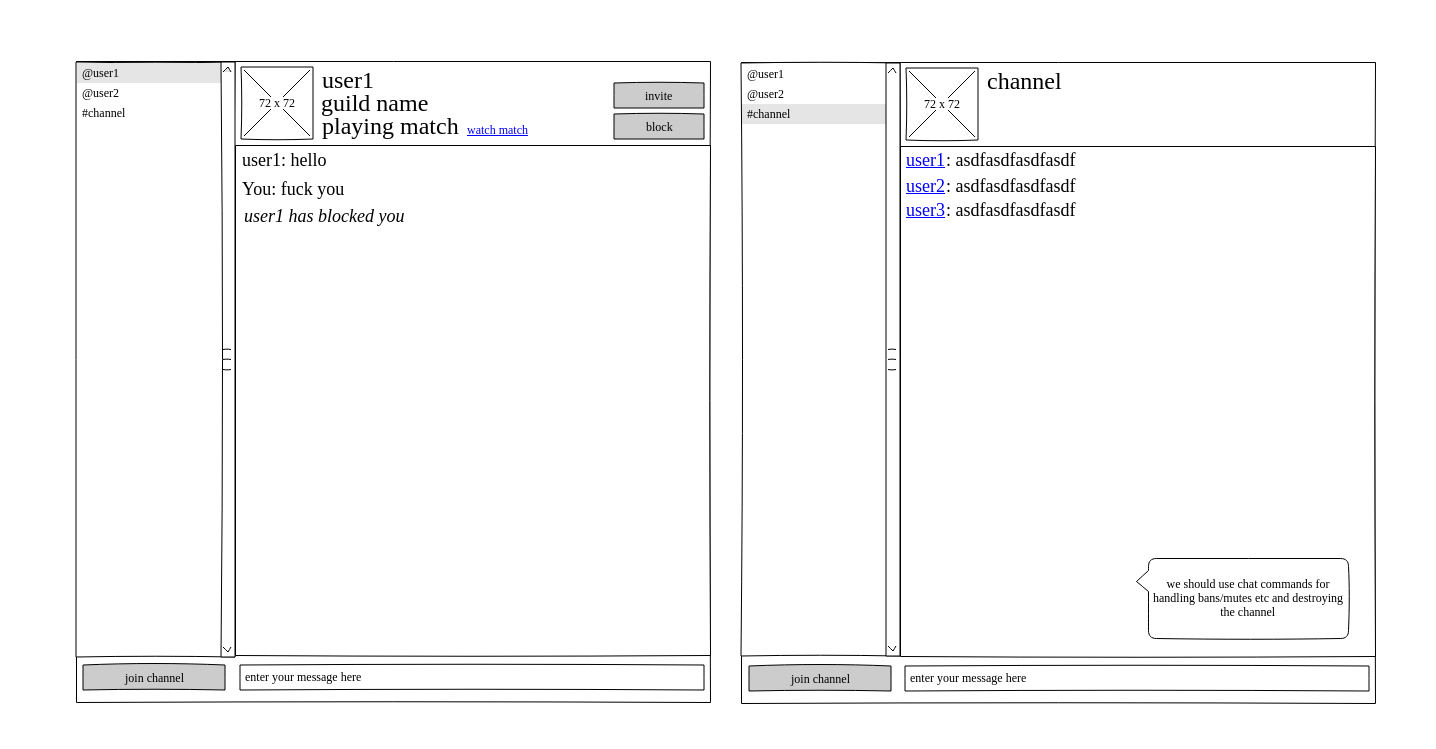 @user1
@user2
#channel
72 x 72
user1
guild name
playing match watch match
invite
block
user1: hello
You: fuck you
user1 has blocked you
join channel
enter your message here
@user1
@user2
#channel
72 x 72
channel
user1: asdfasdfasdfasdf
user2: asdfasdfasdfasdf
user3: asdfasdfasdfasdf
we should use chat commands for
handling bans/mutes etc and destroying
the channel
join channel
enter your message here